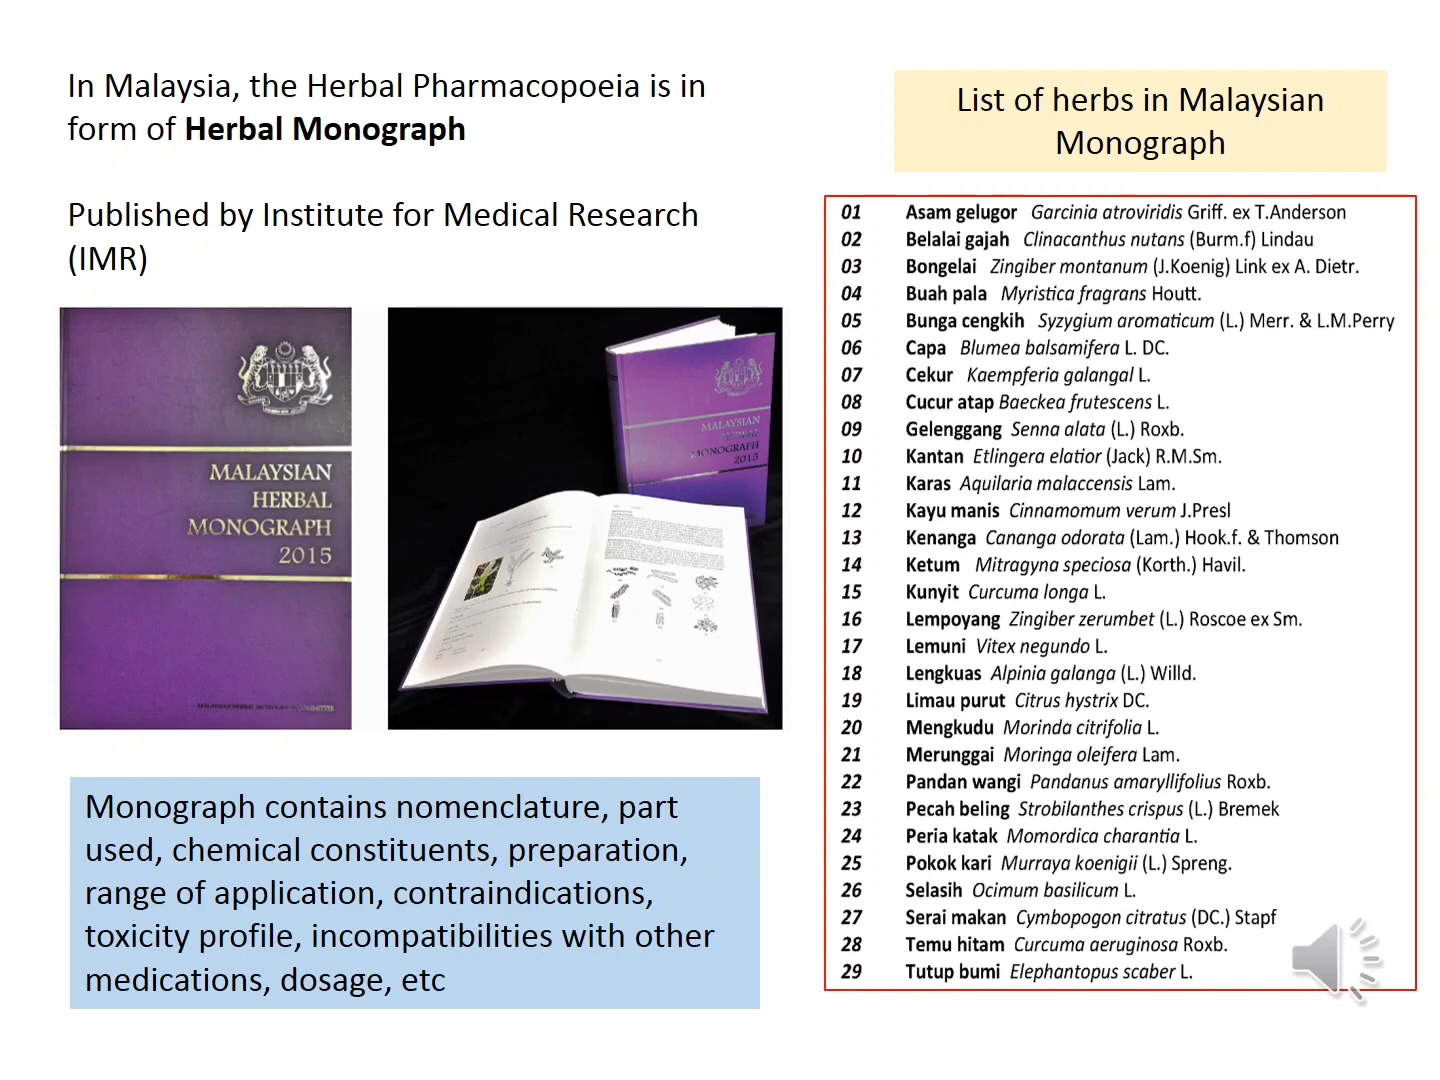 In Malaysia, the Herbal Pharmacopoeia is in
form of Herbal Monograph
Published by Institute for Medical Research
(IMR)
MALAYSIAN
HERBAL
MONOGRAPH
2015
MALAYSIAN
HERBAL
MONOGRAPH
2015
Monograph contains nomenclature, part
used, chemical constituents, preparation,
range of application, contraindications,
toxicity profile, incompatibilities with other
medications, dosage, etc
List of herbs in Malaysian
Monograph
01 Asam gelugor Garcinia atroviridis Griff. ex T.Anderson
02 Belalai gajah Clinacanthus nutans (Burm.f) Lindau
03 Bongelai Zingiber montanum (J.Koenig) Link ex A. Dietr.
04 Buah pala Myristica fragrans Houtt.
05 Bunga cengkih Syzygium aromaticum (L.) Merr. & L.M.Perry
06 Capa Blumea balsamifera L. DC.
07 Cekur Kaempferia galangal L.
08 Cucur atap Baeckea frutescens L.
09 Gelenggang Senna alata (L.) Roxb.
10 Kantan Etlingera elatior (Jack) R.M.Sm.
11 Karas Aquilaria malaccensis Lam.
12 Kayu manis Cinnamomum verum J.Presl
13 Kenanga Cananga odorata (Lam.) Hook.f. & Thomson
14 Ketum Mitragyna speciosa (Korth.) Havil.
15 Kunyit Curcuma longa L.
16 Lempoyang Zingiber zerumbet (L.) Roscoe ex Sm.
17 Lemuni Vitex negundo L.
18 Lengkuas Alpinia galanga (L.) Willd.
19 Limau purut Citrus hystrix DC.
20 Mengkudu Morinda citrifolia L.
21 Merunggai Moringa oleifera Lam.
22 Pandan wangi Pandanus amaryllifolius Roxb.
23 Pecah beling Strobilanthes crispus (L.) Bremek
24 Peria katak Momordica charantia L.
25 Pokok kari Murraya koenigii (L.) Spreng.
26 Selasih Ocimum basilicum L.
27 Serai makan Cymbopogon citratus (DC.) Stapf
28 Temu hitam Curcuma aeruginosa Roxb.
29 Tutup bumi Elephantopus scaber L.